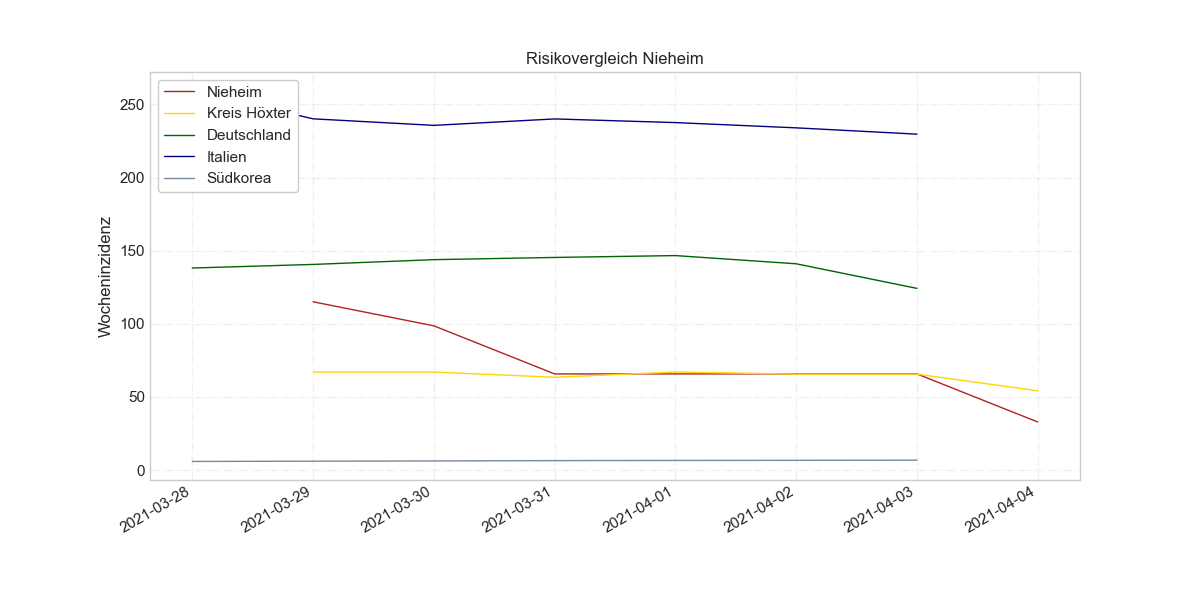 Risikovergleich Nieheim
Nieheim
Kreis Höxter
Deutschland
Italien
Südkorea
Wocheninzidenz
250
200
150
100
50
0
2021-03-28
2021-03-29
2021-03-30
2021-03-31
2021-04-01
2021-04-02
2021-04-03
2021-04-04